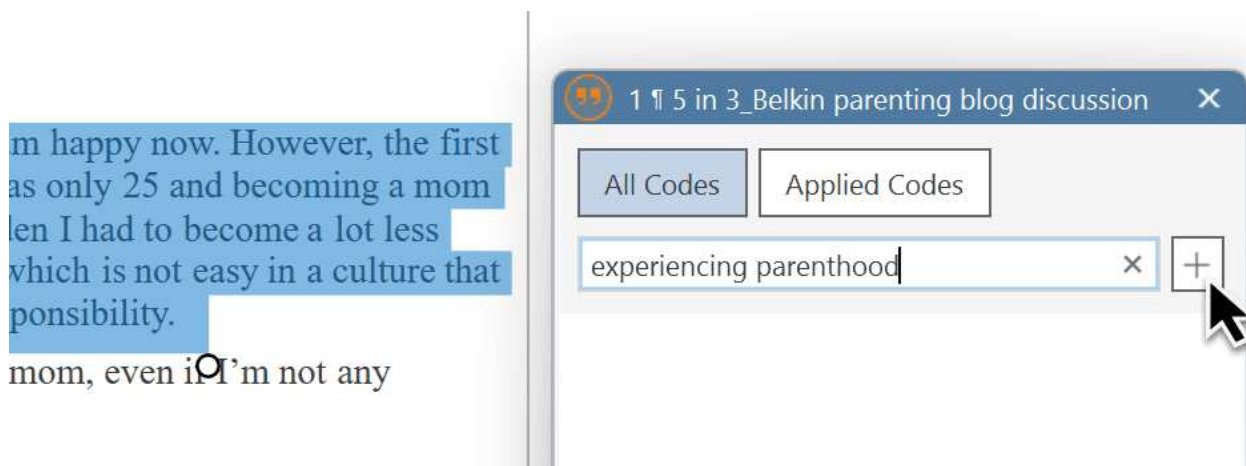 m happy now. However, the first
as only 25 and becoming a mom
en I had to become a lot less
which is not easy in a culture that
ponsibility.
mom, even if I'm not any
1 ¶ 5 in 3_Belkin parenting blog discussion
All Codes Applied Codes
experiencing parenthood